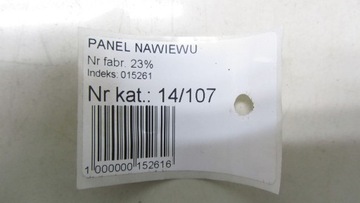 PANEL NAWIEWU
Nr fabr. 23%
Indeks: 015261
Nr kat.: 14/107
1 000000 152616